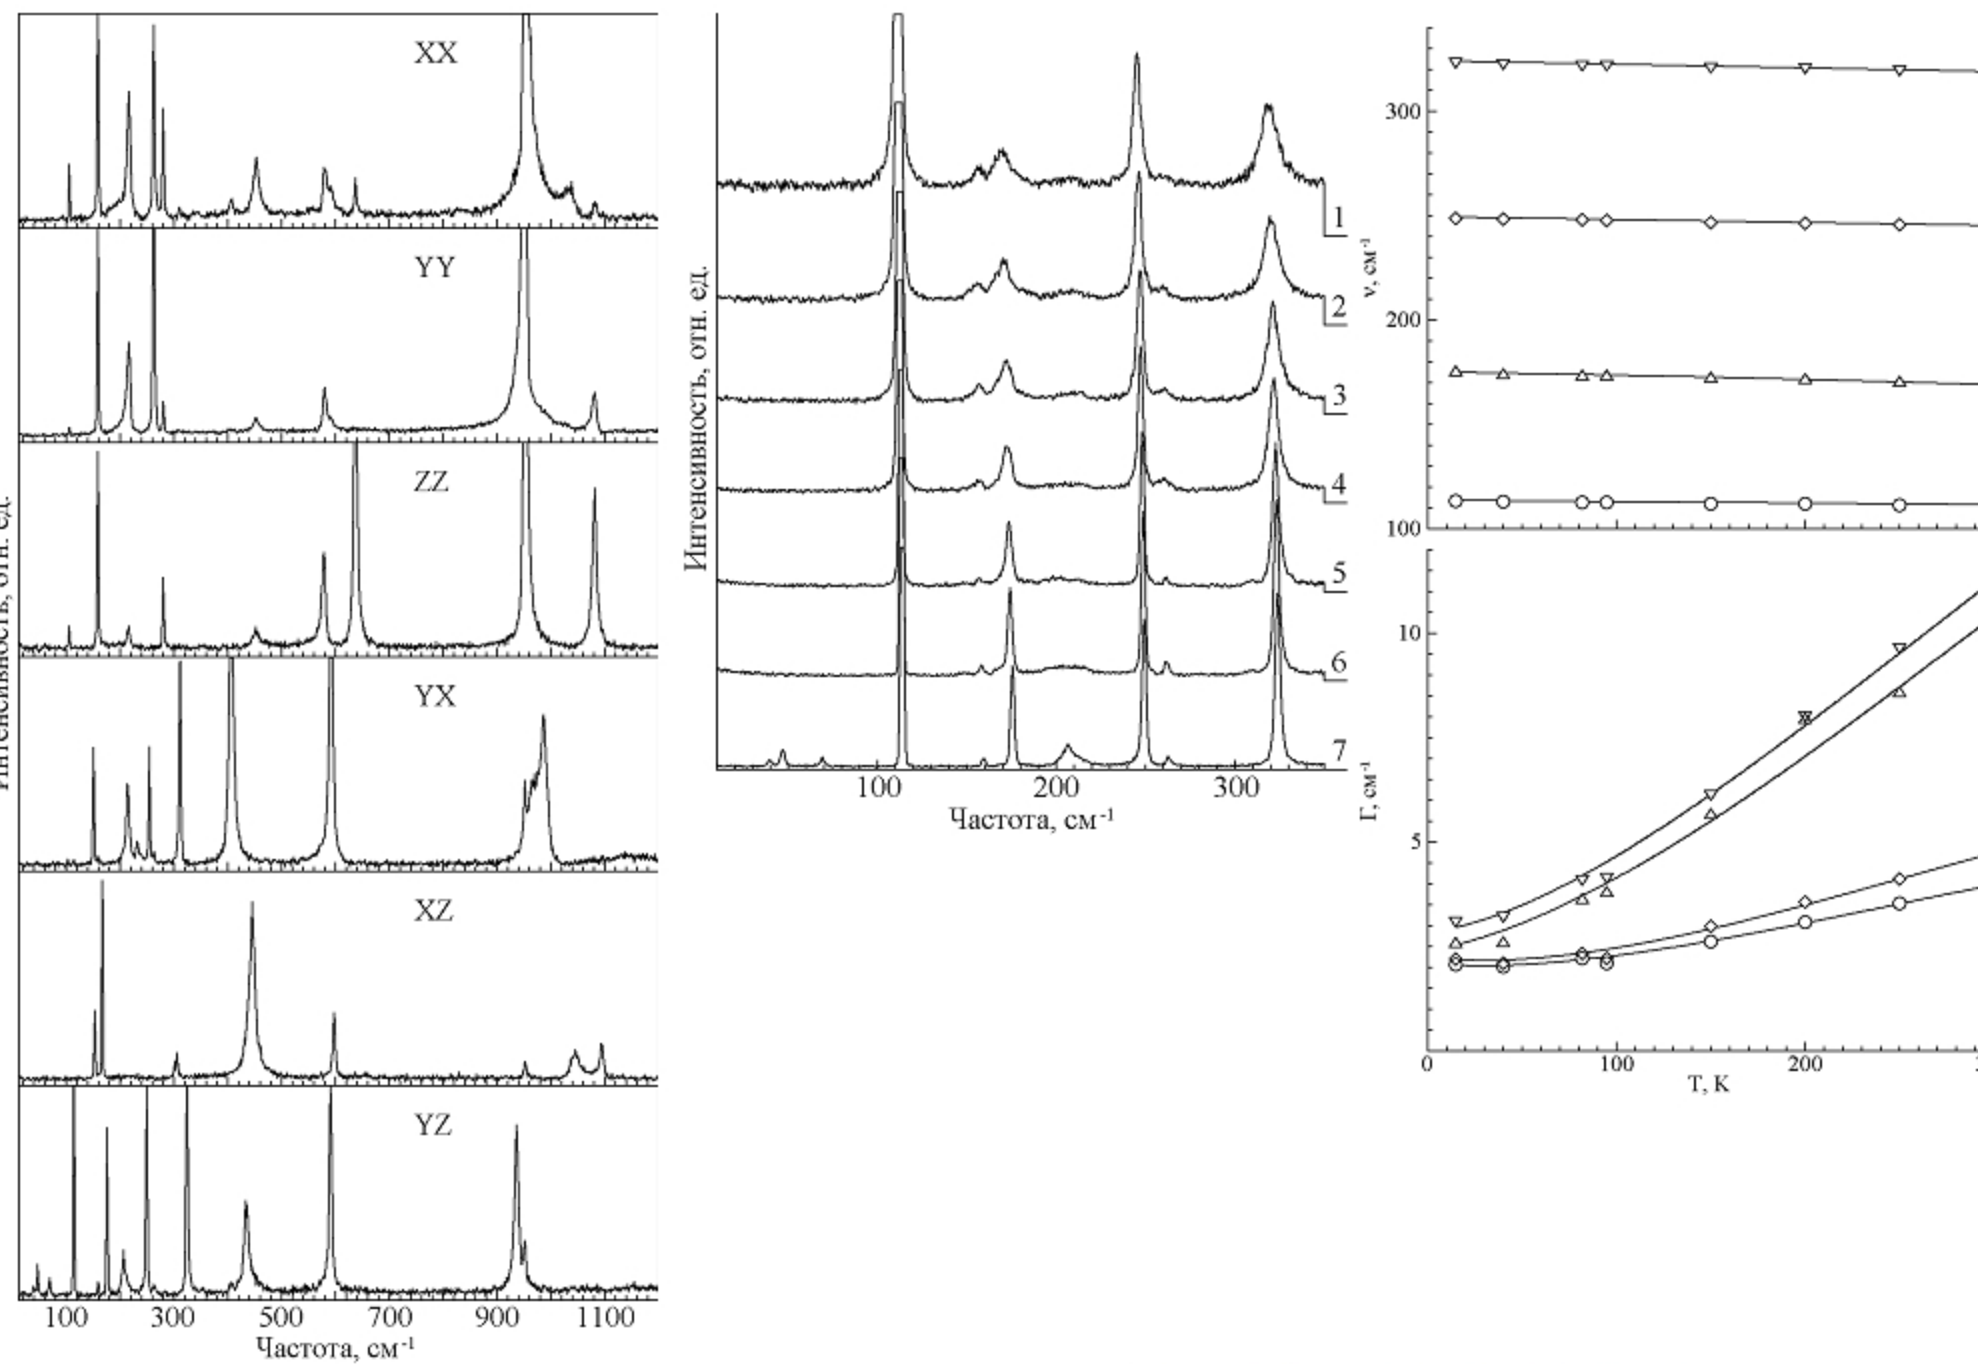 XX
YY
ZZ
YX
XZ
YZ
100 300 500 700 900 1100
Частота, см-1
Интенсивность, отн. ед.
1
2
3
4
5
6
7
100 200 300
Частота, см-1
ν, см-1
300
200
100
Γ, см-1
10
5
0 100 200
T, K